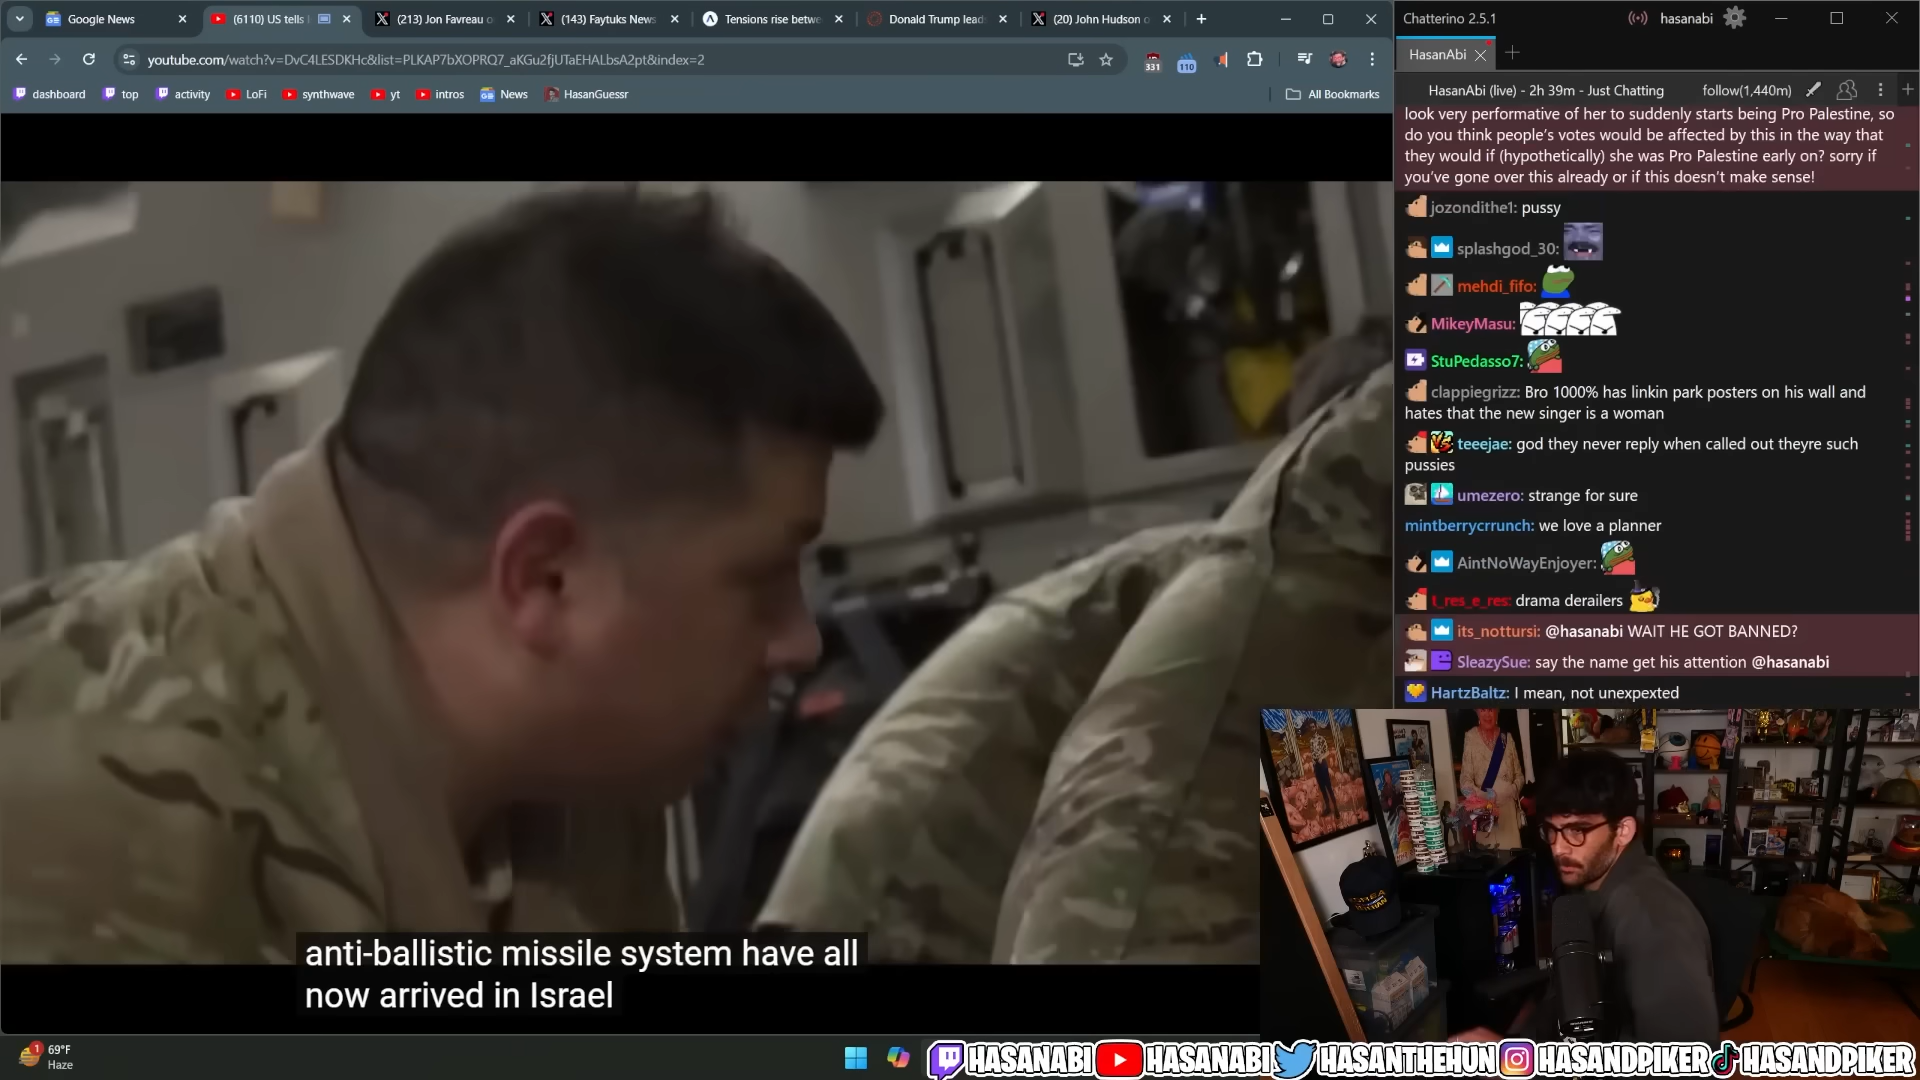 Google News
(6110) US tells
(213) Jon Favreau o
(143) Faytuks News
Tensions rise betwe
Donald Trump lead
(20) John Hudson o
youtube.com/watch?v=DvC4LESDKHc&list=PLKAP7bXOPRQ7_aKGu2fjUTaEHALbsA2pt&index=2
331
110
dashboard
top
activity
LoFi
synthwave
yt
intros
News
HasanGuessr
All Bookmarks
anti-ballistic missile system have all
now arrived in Israel
Chatterino 2.5.1
hasanabi
HasanAbi
HasanAbi (live) - 2h 39m - Just Chatting
follow(1,440m)
look very performative of her to suddenly starts being Pro Palestine, so
do you think people's votes would be affected by this in the way that
they would if (hypothetically) she was Pro Palestine early on? sorry if
you've gone over this already or if this doesn't make sense!
jozondithe1: pussy
splashgod_30:
mehdi_fifo:
MikeyMasu:
StuPedasso7:
clappiegrizz: Bro 1000% has linkin park posters on his wall and
hates that the new singer is a woman
teeejae: god they never reply when called out theyre such
pussies
umezero: strange for sure
mintberrycrrunch: we love a planner
AintNoWayEnjoyer:
t_res_e_res: drama derailers
its_nottursi: @hasanabi WAIT HE GOT BANNED?
SleazySue: say the name get his attention @hasanabi
HartzBaltz: I mean, not unexpected
1
69°F
Haze
HASANABI
HASANABI
HASANTHEHUN
HASANDPIKER
HASANDPIKER